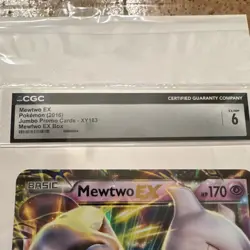 CGC
CERTIFIED GUARANTY COMPANY
Mewtwo EX
Pokémon (2016)
Jumbo Promo Cards - XY183
Mewtwo EX Box
6
BASIC
Mewtwo EX
HP170